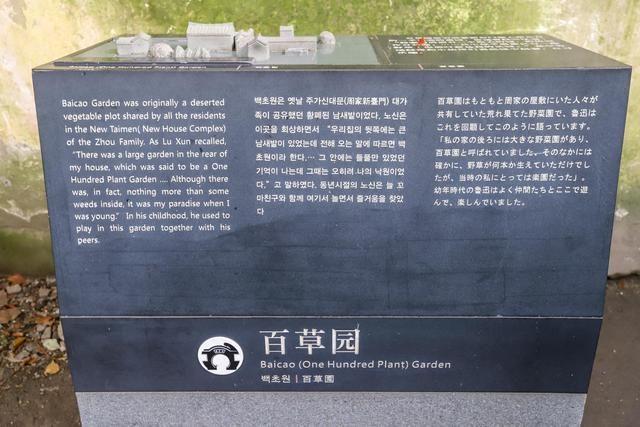 Baicao Garden was originally a deserted
vegetable plot shared by all the residents
in the New Taimen( New House Complex)
of the Zhou Family. As Lu Xun recalled,
"There was a large garden in the rear of
my house, which was said to be a One
Hundred Plant Garden .... Although there
was, in fact, nothing more than some
weeds inside, it was my paradise when I
was young." In his childhood, he used to
play in this garden together with his
peers.
백초원은 옛날 주가신대문(周家新臺門) 대가
족이 공유했던 황폐된 남새밭이였다. 노신은
이곳을 회상하면서 "우리집의 뒷쪽에는 큰
남새밭이 있었는데 전해 오는 말에 따르면 백
초원이라 한다.… 그 안에는 들풀만 있었던
기억이 나는데 그때는 오히려 나의 낙원이었
다." 고 말하였다. 동년시절의 노신은 늘 꼬
마친구와 함께 여기서 놀면서 즐거움을 찾았
다
百草園はもともと周家の屋敷にいた人々が
共有していた荒れ果てた野菜園で、魯迅は
これを回顧してこのように語っています。
「私の家の後ろには大きな野菜園があり、
百草園と呼ばれていました。そのなかには
確かに、野草が何本か生えていただけでし
たが、当時の私にとっては楽園だった」。
幼年時代の魯迅はよく仲間たちとここで遊
んで、楽しんでいました。
百草园
Baicao (One Hundred Plant) Garden
백초원 | 百草園